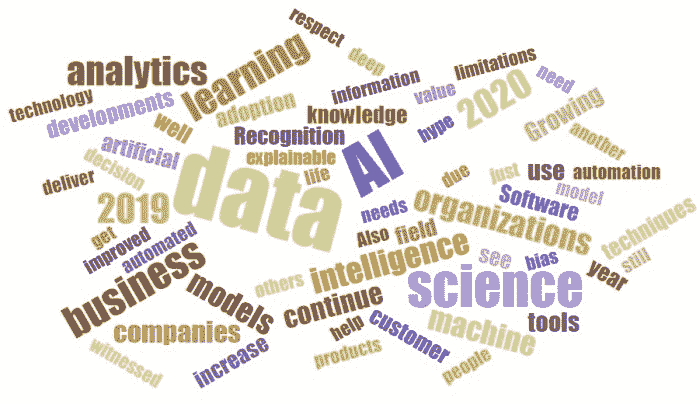 respect
deep
analytics
learning
information
limitations
need
technology
developments
adoption
value
2020
Growing
well
knowledge
hype
another
artificial
Recognition
AI
decision
explainable
deliver
life
data
due
just
use
automation
2019
needs
Software
model
get
organizations
techniques
improved
automated
Also
field
still
business
intelligence
see
bias
year
models
others
continue
science
companies
help
customer
machine
tools
witnessed
increase
products
people